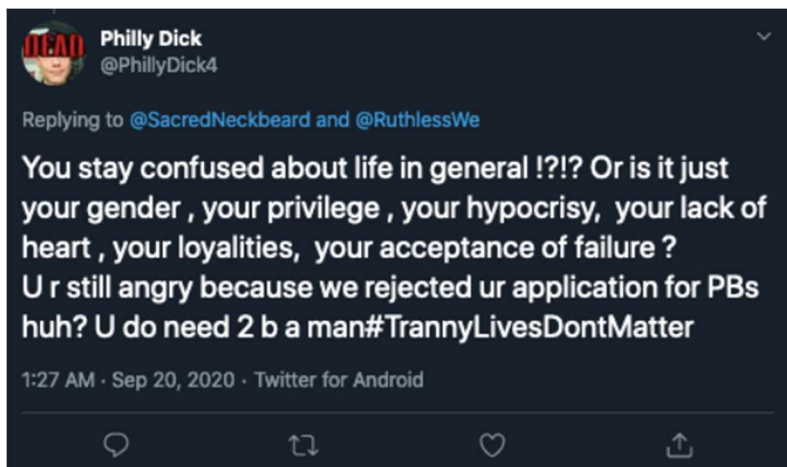 DEAD
Philly Dick
@PhillyDick4
Replying to @SacredNeckbeard and @RuthlessWe
You stay confused about life in general !?!? Or is it just
your gender , your privilege , your hypocrisy,  your lack of
heart , your loyalities,  your acceptance of failure ?
U r still angry because we rejected ur application for PBs
huh? U do need 2 b a man#TrannyLivesDontMatter
1:27 AM · Sep 20, 2020 · Twitter for Android